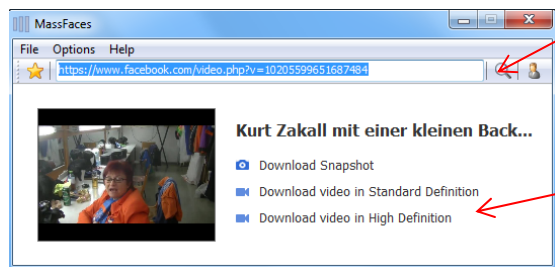 MassFaces
File Options Help
https://www.facebook.com/video.php?v=10205599651687484
Kurt Zakall mit einer kleinen Back...
Download Snapshot
Download video in Standard Definition
Download video in High Definition